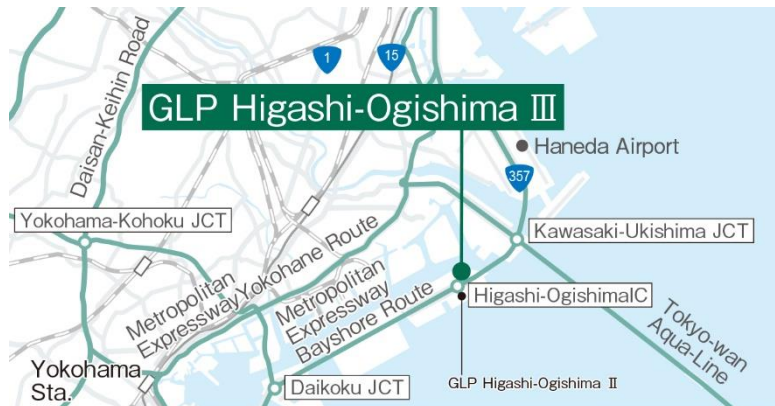 1
15
GLP Higashi-Ogishima Ⅲ
Daisan-Keihin Road
Haneda Airport
357
Yokohama-Kohoku JCT
Kawasaki-Ukishima JCT
Metropolitan
Expressway Yokohane Route
Metropolitan
Expressway
Bayshore Route
Higashi-OgishimaIC
Tokyo-wan
Aqua-Line
Yokohama
Sta.
Daikoku JCT
GLP Higashi-Ogishima Ⅱ